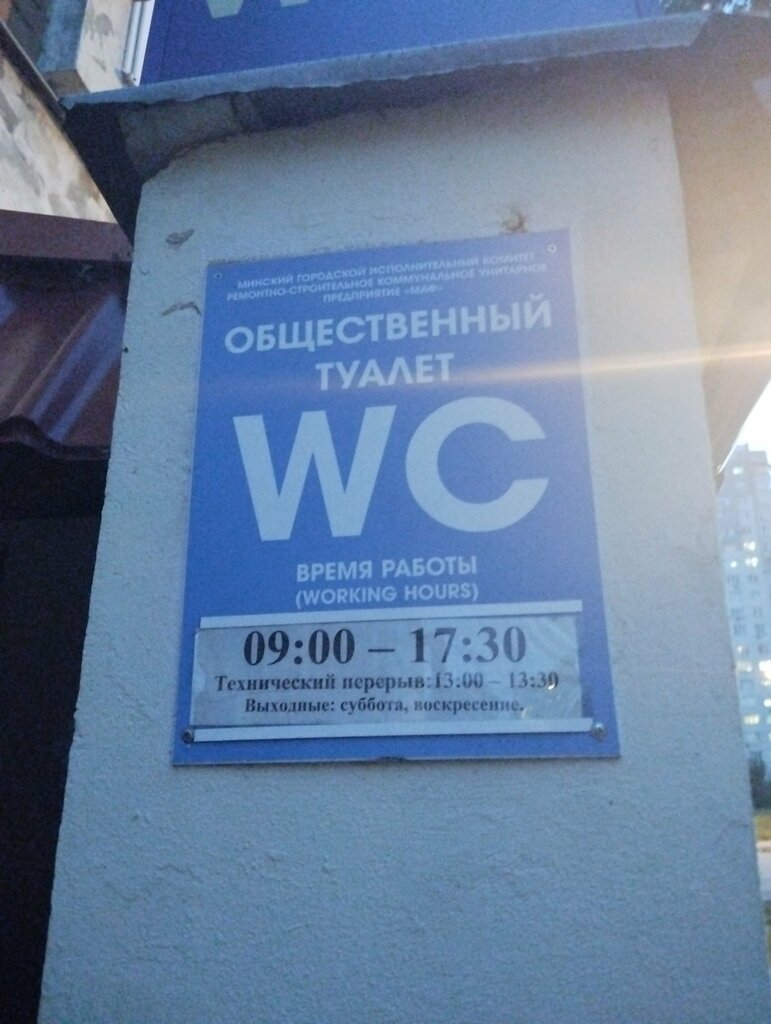 МИНСКИЙ ГОРОДСКОЙ ИСПОЛНИТЕЛЬНЫЙ КОМИТЕТ
РЕМОНТНО-СТРОИТЕЛЬНОЕ КОММУНАЛЬНОЕ УНИТАРНОЕ
ПРЕДПРИЯТИЕ «МАФ»
ОБЩЕСТВЕННЫЙ
ТУАЛЕТ
WC
ВРЕМЯ РАБОТЫ
(WORKING HOURS)
09:00 – 17:30
Технический перерыв:13:00 – 13:30
Выходные: суббота, воскресение.